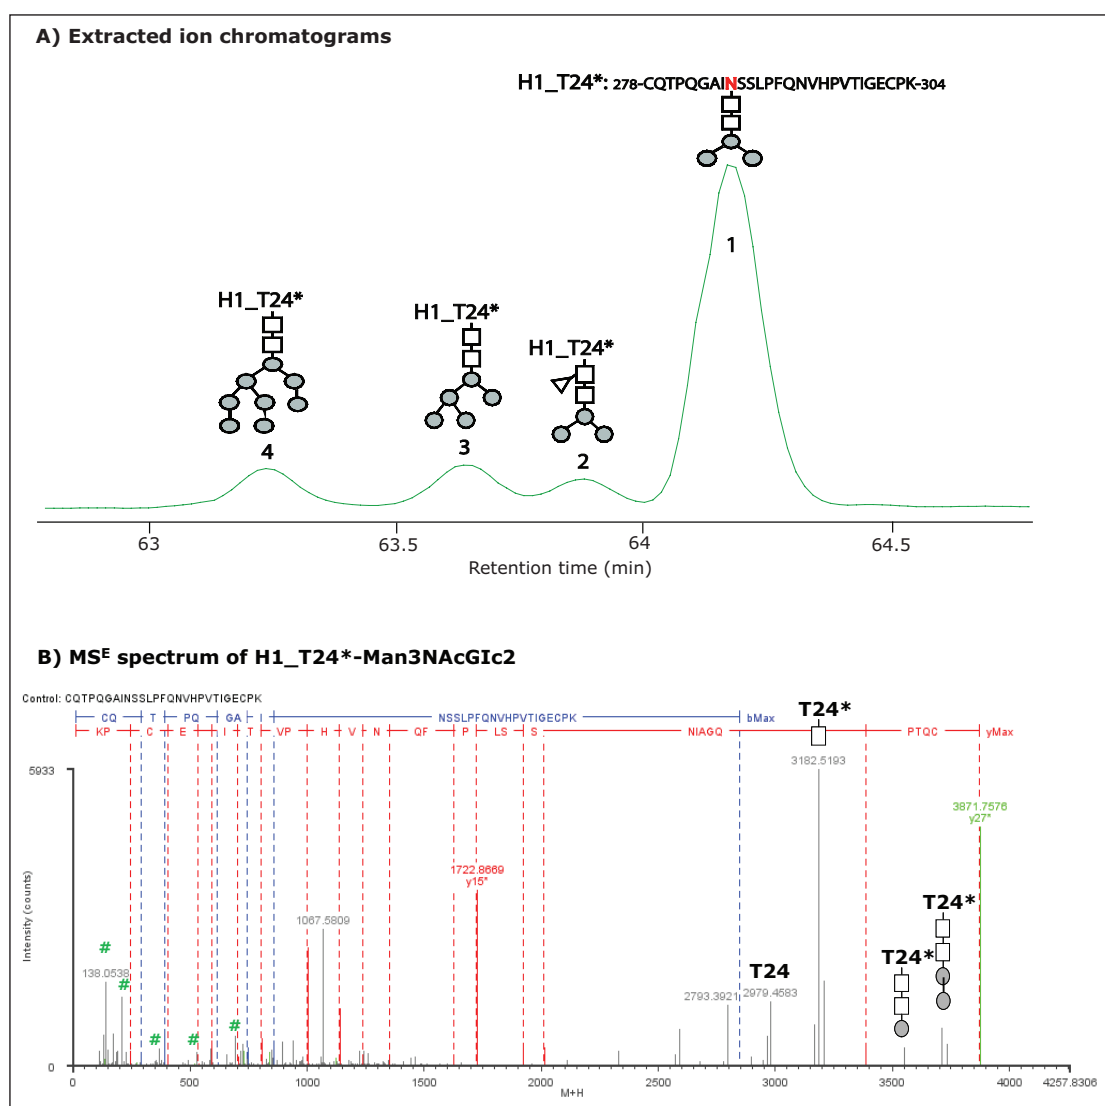 A) Extracted ion chromatograms
H1_T24*: 278-CQTPQGAINSSLPFQNVHPVTIGECPK-304
1
H1_T24*
4
H1_T24*
3
H1_T24*
2
63
63.5
64
64.5
Retention time (min)
B) MSE spectrum of H1_T24*-Man3NAcGlc2
Control: CQTPQGAINSSLPFQNVHPVTIGECPK
CQ T PQ GA I NSSLPFQNVHPVTIGECPK bMax
KP C E I T VP H V N QF P LS S NIAGQ PTQC yMax
T24*
5933
3182.5193
3871.7576
y27"
1722.8669
y15"
1067.5809
T24*
T24*
T24
138.0538
2793.3921
2979.4583
# # # # #
Intensity (counts)
0
0 500 1000 1500 2000 2500 3000 3500 4000 4257.8306
M+H